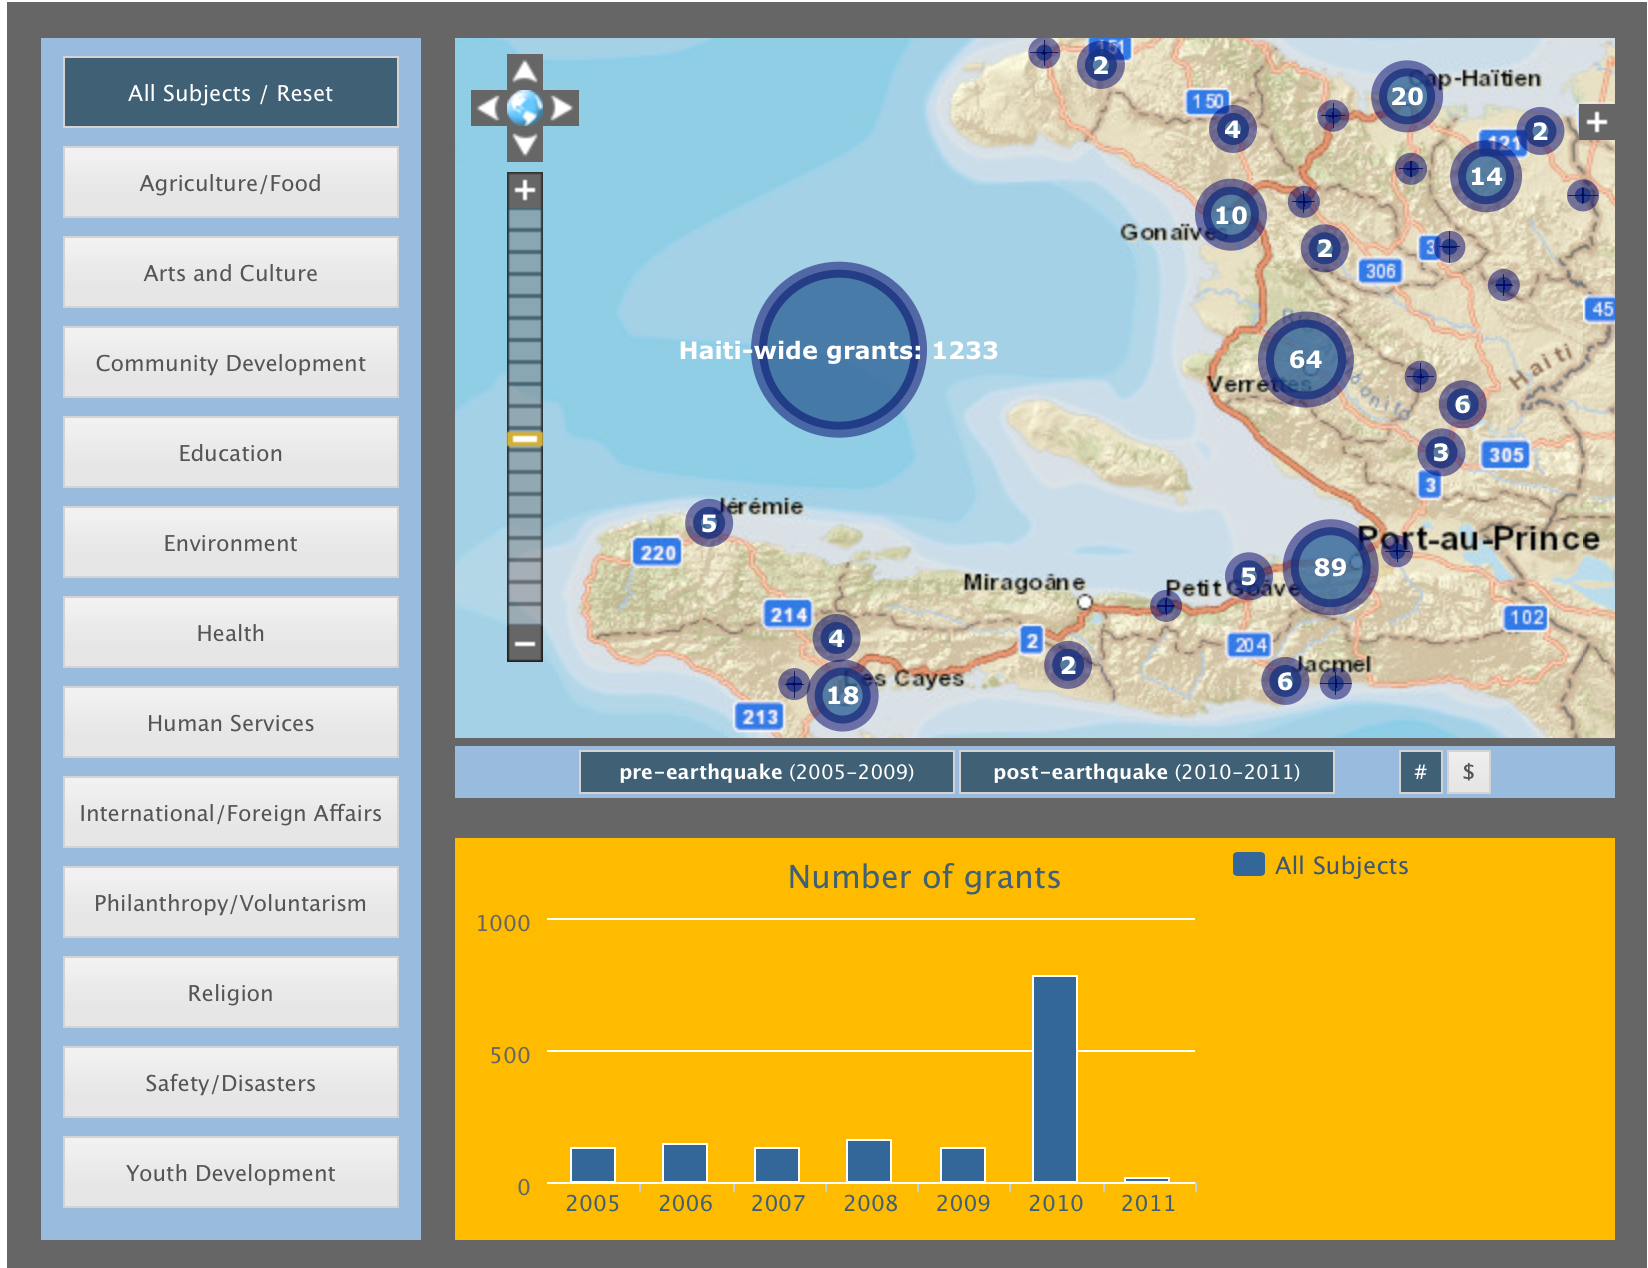 All Subjects / Reset
Agriculture/Food
Arts and Culture
Community Development
Education
Environment
Health
Human Services
International/Foreign Affairs
Philanthropy/Voluntarism
Religion
Safety/Disasters
Youth Development
151
2
Cap-Haïtien
20
150
4
2
+
121
14
+
10
Gonaïves
2
3
306
45
Haiti-wide grants: 1233
64
Haiti
Verrettes
6
3
305
3
Jérémie
5
220
Port-au-Prince
89
5
Miragoâne
Petit Goâve
214
102
4
2
204
–
2
Jacmel
6
Les Cayes
18
213
pre-earthquake (2005-2009)
post-earthquake (2010-2011)
#
$
Number of grants
All Subjects
1000
500
0
2005 2006 2007 2008 2009 2010 2011